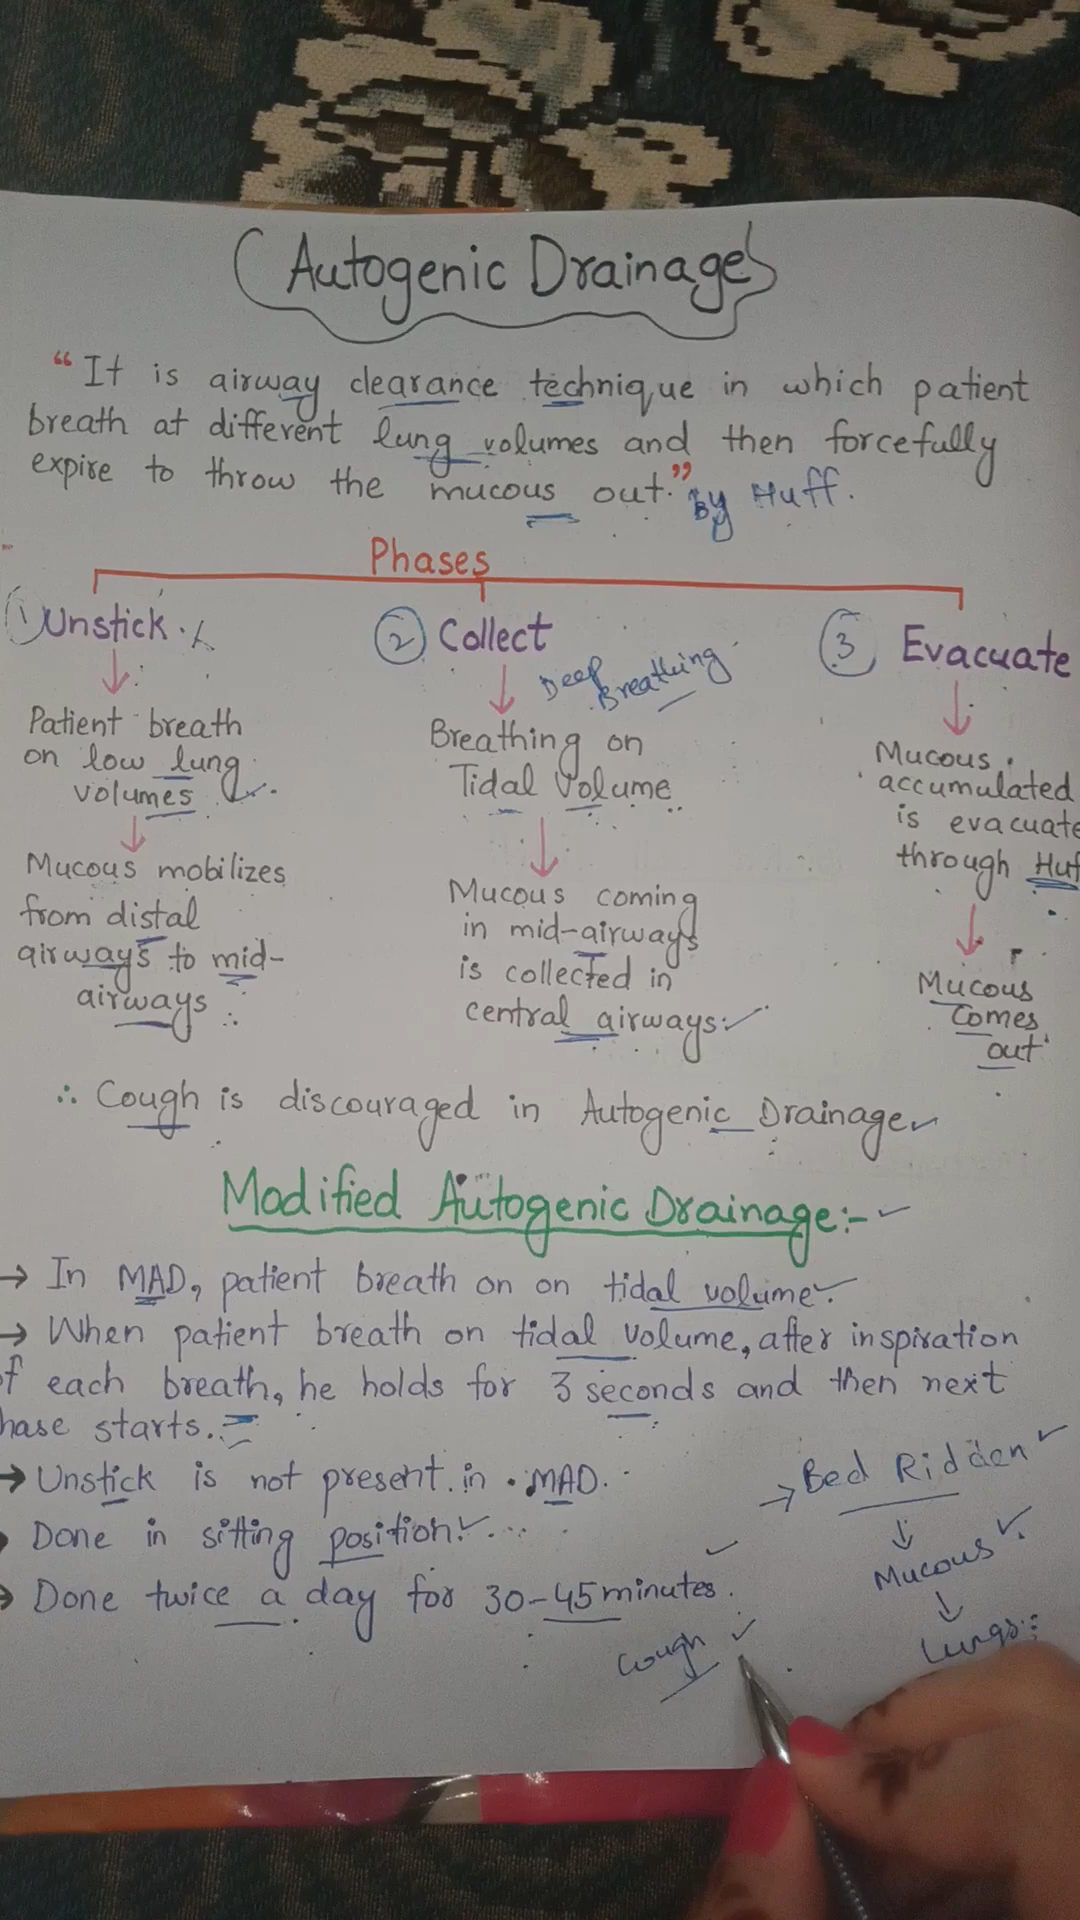 Autogenic Drainage
"It is airway clearance technique in which patient
breath at different lung volumes and then forcefully
expire to throw the mucous out." By Huff.
Phases
1 Unstick.
Patient breath
on low lung
volumes
Mucous mobilizes
from distal
airways to mid-
airways
2 Collect
Deep
Breathing
Breathing on
Tidal Volume
Mucous coming
in mid-airways
is collected in
central airways.
3 Evacuate
Mucous
accumulated
is evacuate
through Huf
Mucous
comes
out
∴ Cough is discouraged in Autogenic Drainage
Modified Autogenic Drainage:-
→ In MAD, patient breath on on tidal volume.
→ When patient breath on tidal volume, after inspiration
f each breath, he holds for 3 seconds and then next
hase starts.
→ Unstick is not present in MAD.
Done in sitting position.
→ Done twice a day for 30-45 minutes.
→ Bed Ridden
Mucous
Lungs
Cough